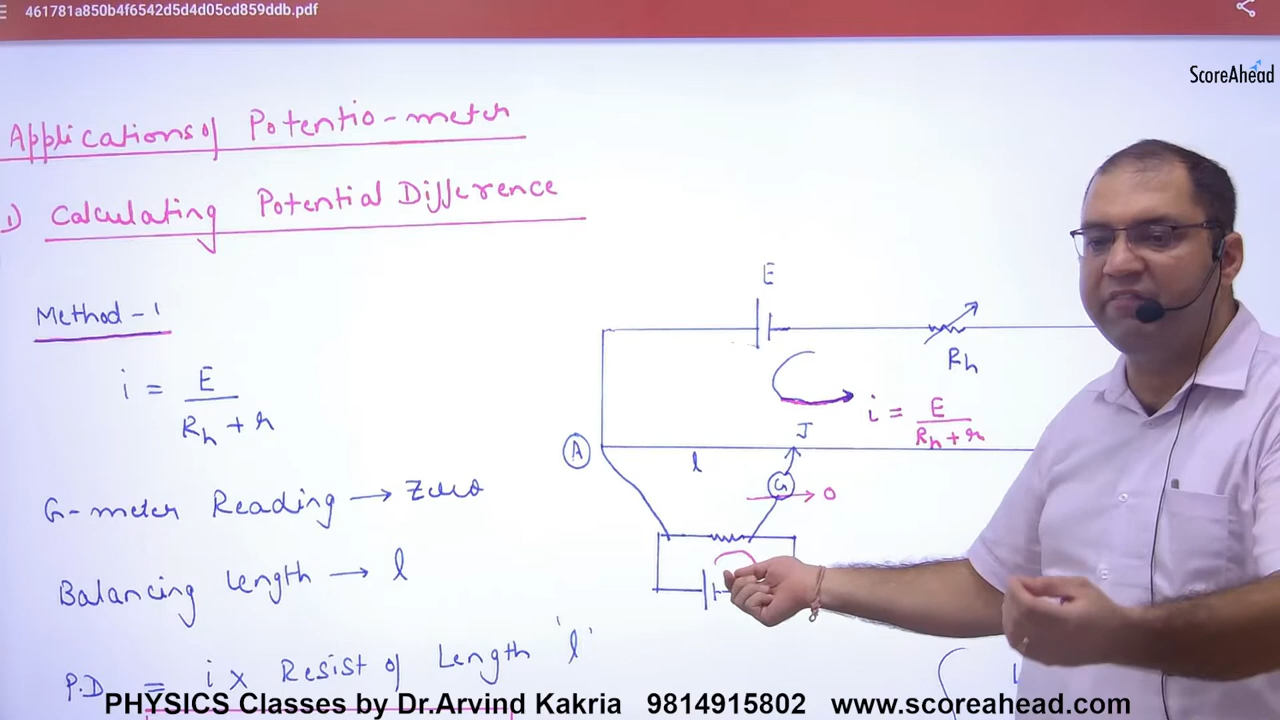 461781a850b4f6542d5d4d05cd859ddb.pdf
ScoreAhead
Applications of Potentio-meter
1) Calculating Potential Difference
Method - 1
i = E / (Rh + r)
G-meter Reading → Zero
Balancing Length → l
P.D = i x Resist of Length 'l'
E
Rh
i = E / (Rh + r)
J
A
l
G
0
PHYSICS Classes by Dr.Arvind Kakria 9814915802 www.scoreahead.com